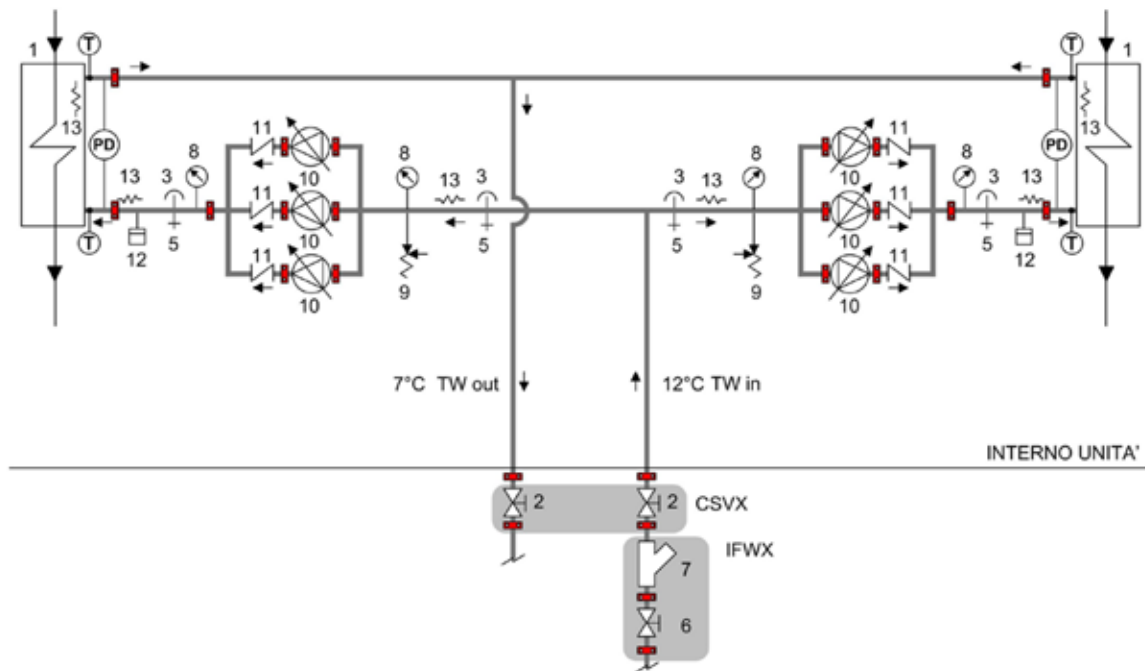 T T
1 1
13 11 11 13
PD 8 10 8 8 10 8 PD
13 3 11 13 3 3 13 11 3 13
10 10
12 5 11 5 5 11 5 12
T 10 9 9 10 T
7°C TW out 12°C TW in
INTERNO UNITA'
2 2 CSVX
IFWX
7
6